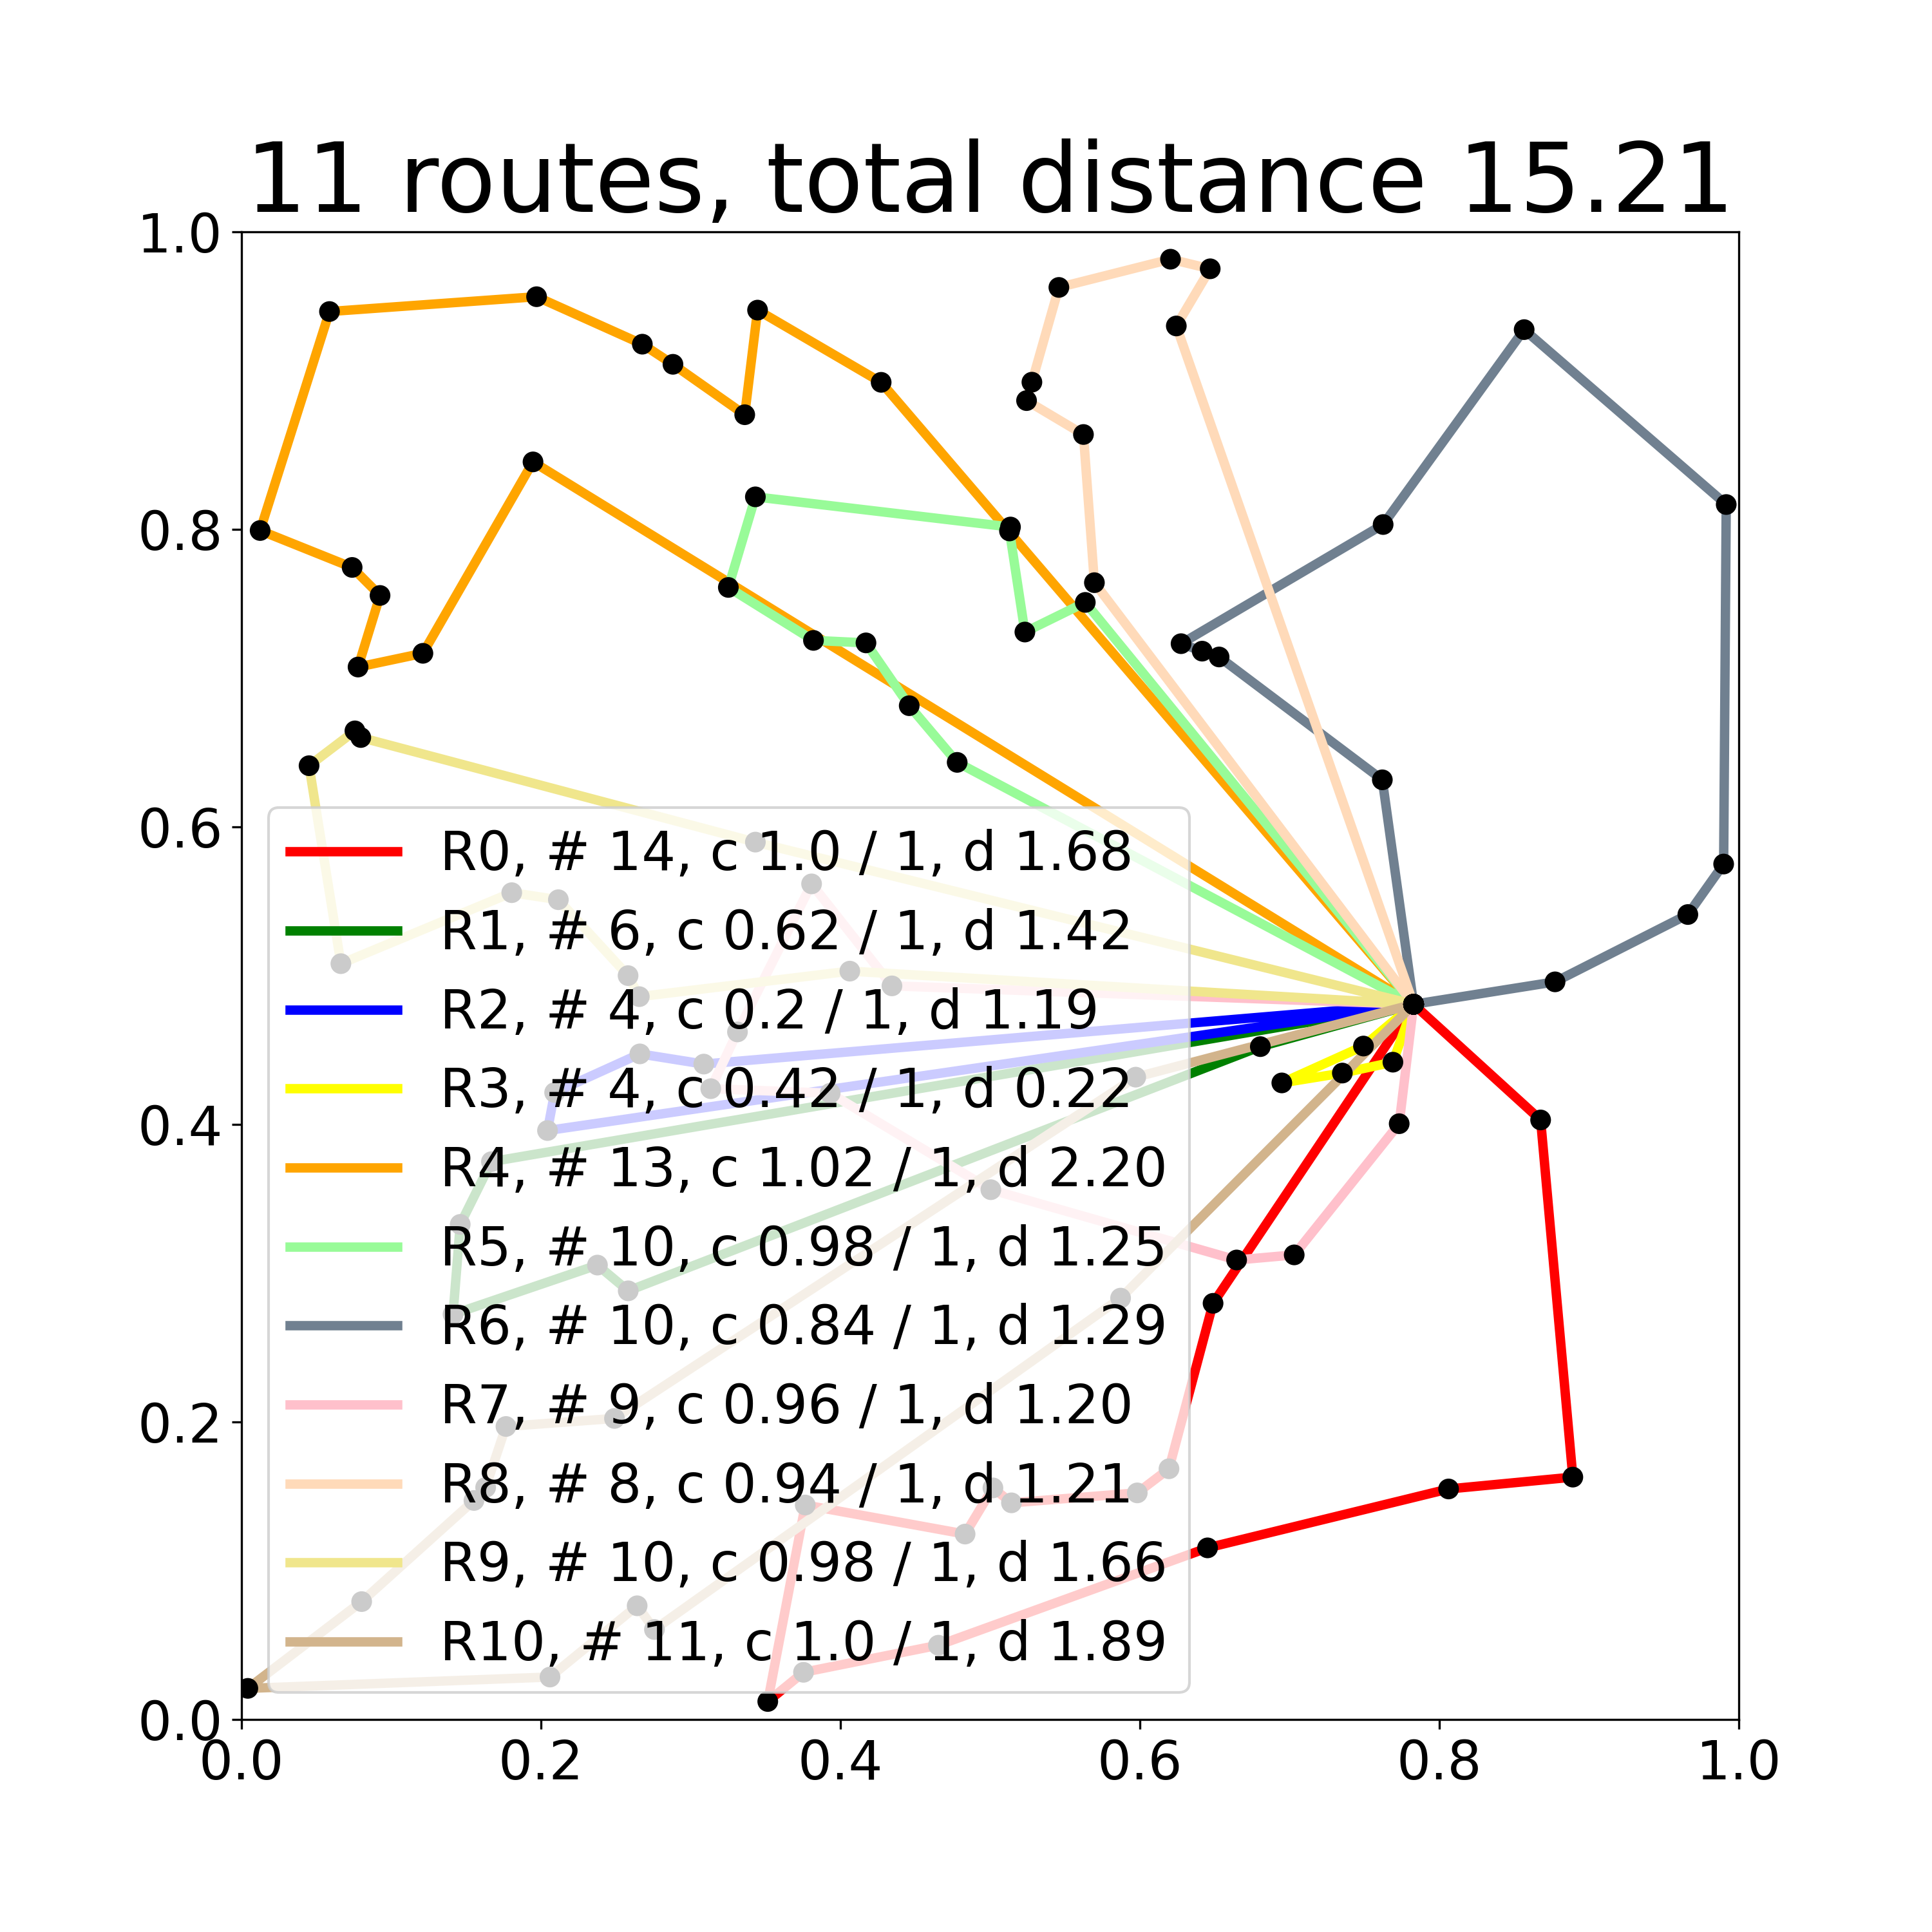 11 routes, total distance 15.21
1.0
0.8
0.6
0.4
0.2
0.0
R0, # 14, c 1.0 / 1, d 1.68
R1, # 6, c 0.62 / 1, d 1.42
R2, # 4, c 0.2 / 1, d 1.19
R3, # 4, c 0.42 / 1, d 0.22
R4, # 13, c 1.02 / 1, d 2.20
R5, # 10, c 0.98 / 1, d 1.25
R6, # 10, c 0.84 / 1, d 1.29
R7, # 9, c 0.96 / 1, d 1.20
R8, # 8, c 0.94 / 1, d 1.21
R9, # 10, c 0.98 / 1, d 1.66
R10, # 11, c 1.0 / 1, d 1.89
0.0 0.2 0.4 0.6 0.8 1.0